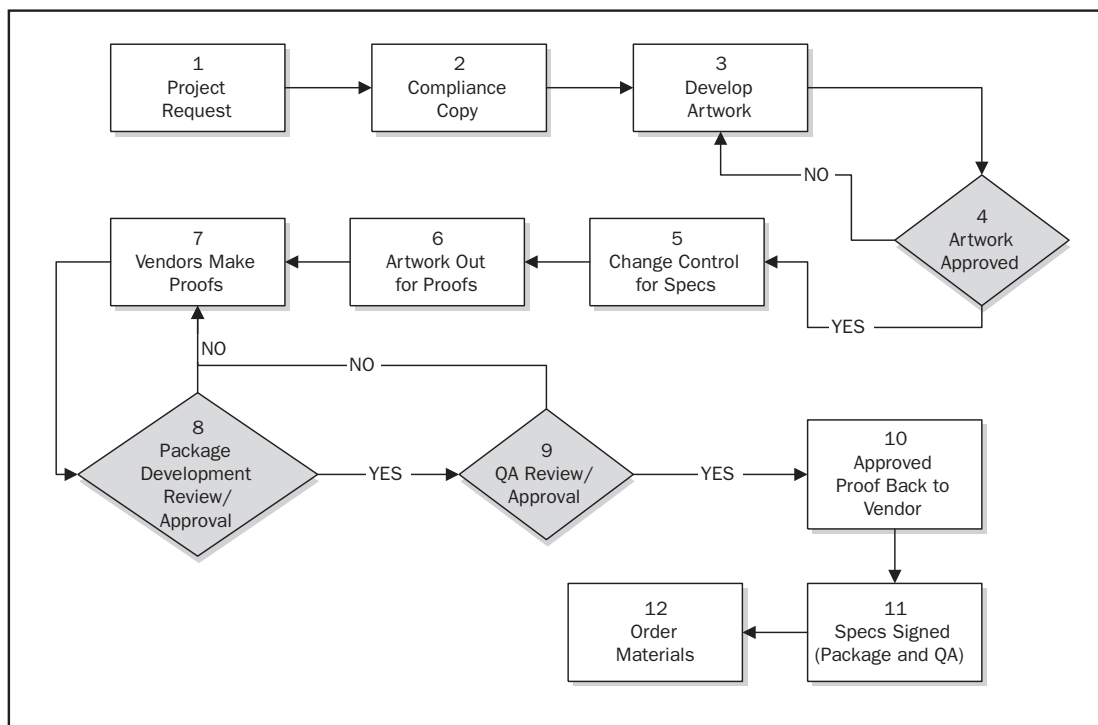 1
Project
Request
2
Compliance
Copy
3
Develop
Artwork
NO
4
Artwork
Approved
7
Vendors Make
Proofs
6
Artwork Out
for Proofs
5
Change Control
for Specs
YES
NO
NO
8
Package
Development
Review/
Approval
YES
9
QA Review/
Approval
YES
10
Approved
Proof Back to
Vendor
12
Order
Materials
11
Specs Signed
(Package and QA)